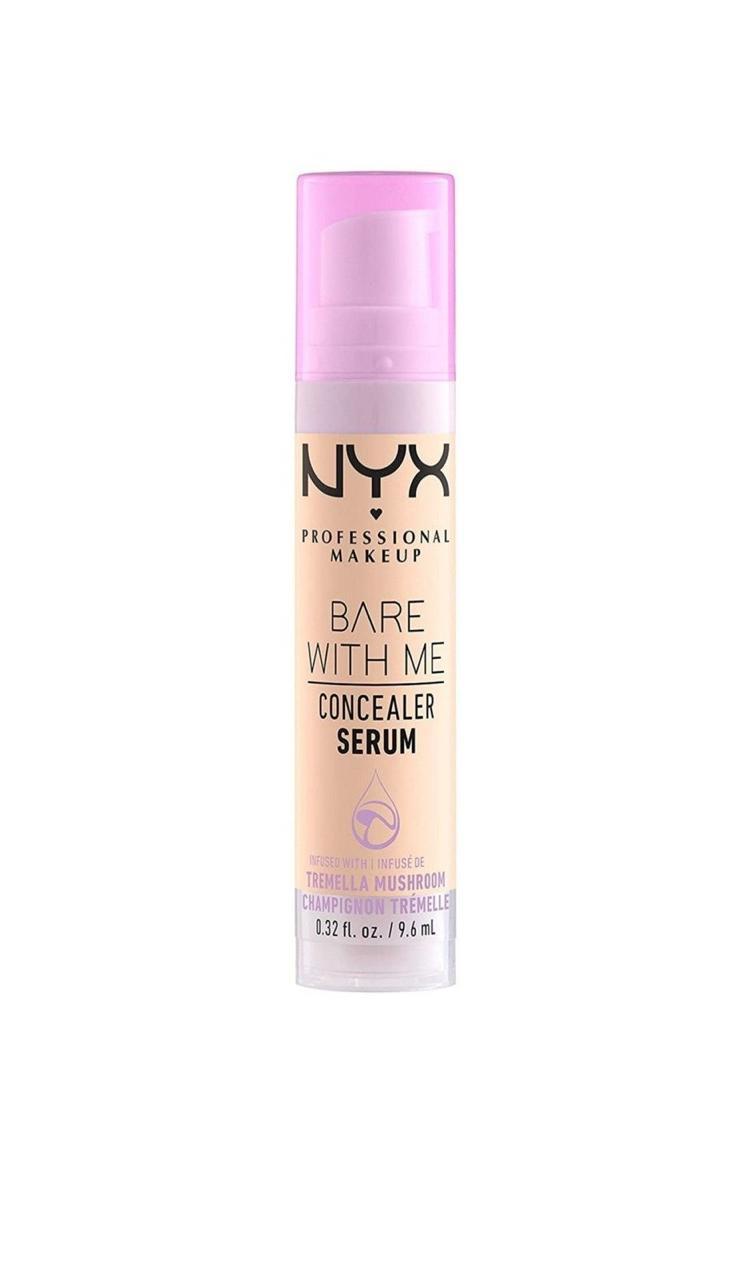 NYX
PROFESSIONAL
MAKEUP
BARE
WITH ME
CONCEALER
SERUM
INFUSED WITH | INFUSÉ DE
TREMELLA MUSHROOM
CHAMPIGNON TRÉMELLE
0.32 fl. oz. / 9.6 mL